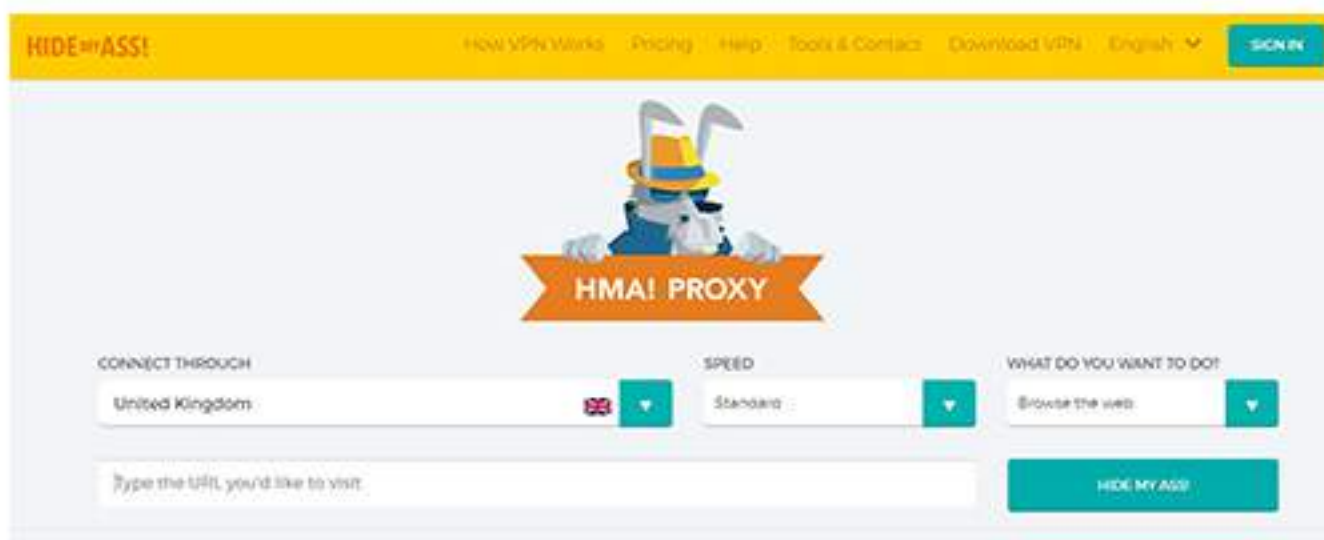 HIDE MY ASS! How VPN Works Pricing Help Tools & Contact Download VPN English SIGN IN
HMA! PROXY
CONNECT THROUGH SPEED WHAT DO YOU WANT TO DO?
United Kingdom Standard Browse the web
Type the URL you'd like to visit HIDE MY ASS!